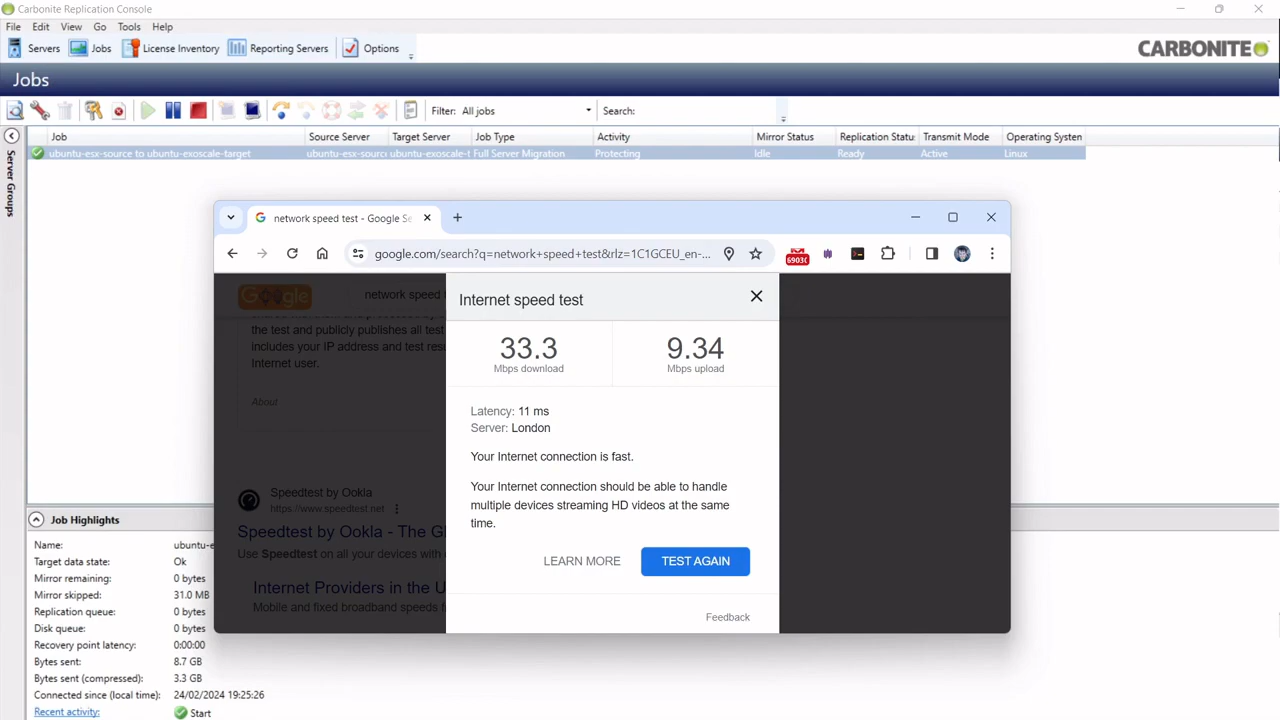 Carbonite Replication Console
File Edit View Go Tools Help
Servers Jobs License Inventory Reporting Servers Options CARBONITE
Jobs
Filter: All jobs Search:
Job Source Server Target Server Job Type Activity Mirror Status Replication Statu Transmit Mode Operating Systen
ubuntu-esx-source to ubuntu-exoscale-target ubuntu-esx-sourc ubuntu-exoscale-t Full Server Migration Protecting Idle Ready Active Linux
Server Groups
network speed test - Google Se
google.com/search?q=network+speed+test&rlz=1C1GCEU_en-...
6903(
Google network speed t
the test and publicly publishes all test
includes your IP address and test resu
Internet user.
About
Speedtest by Ookla
https://www.speedtest.net
Speedtest by Ookla - The Gl
Use Speedtest on all your devices with
Internet Providers in the U
Mobile and fixed broadband speeds f
Internet speed test
33.3 9.34
Mbps download Mbps upload
Latency: 11 ms
Server: London
Your Internet connection is fast.
Your Internet connection should be able to handle
multiple devices streaming HD videos at the same
time.
LEARN MORE TEST AGAIN
Feedback
Job Highlights
Name: ubuntu-e
Target data state: Ok
Mirror remaining: 0 bytes
Mirror skipped: 31.0 MB
Replication queue: 0 bytes
Disk queue: 0 bytes
Recovery point latency: 0:00:00
Bytes sent: 8.7 GB
Bytes sent (compressed): 3.3 GB
Connected since (local time): 24/02/2024 19:25:26
Recent activity: Start